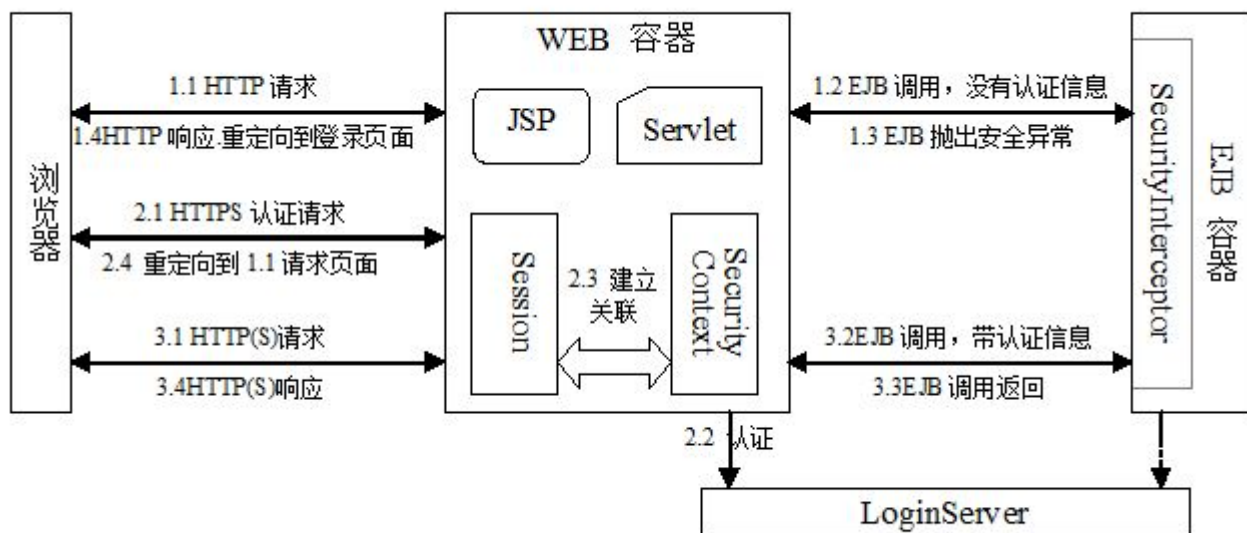 浏览器
WEB 容器
JSP
Servlet
Session
Security
Context
2.3 建立
关联
SecurityInterceptor
EJB 容器
1.1 HTTP 请求
1.4HTTP 响应.重定向到登录页面
1.2 EJB 调用，没有认证信息
1.3 EJB 抛出安全异常
2.1 HTTPS 认证请求
2.4 重定向到 1.1 请求页面
3.1 HTTP(S)请求
3.4HTTP(S)响应
3.2EJB 调用，带认证信息
3.3EJB 调用返回
2.2 认证
LoginServer